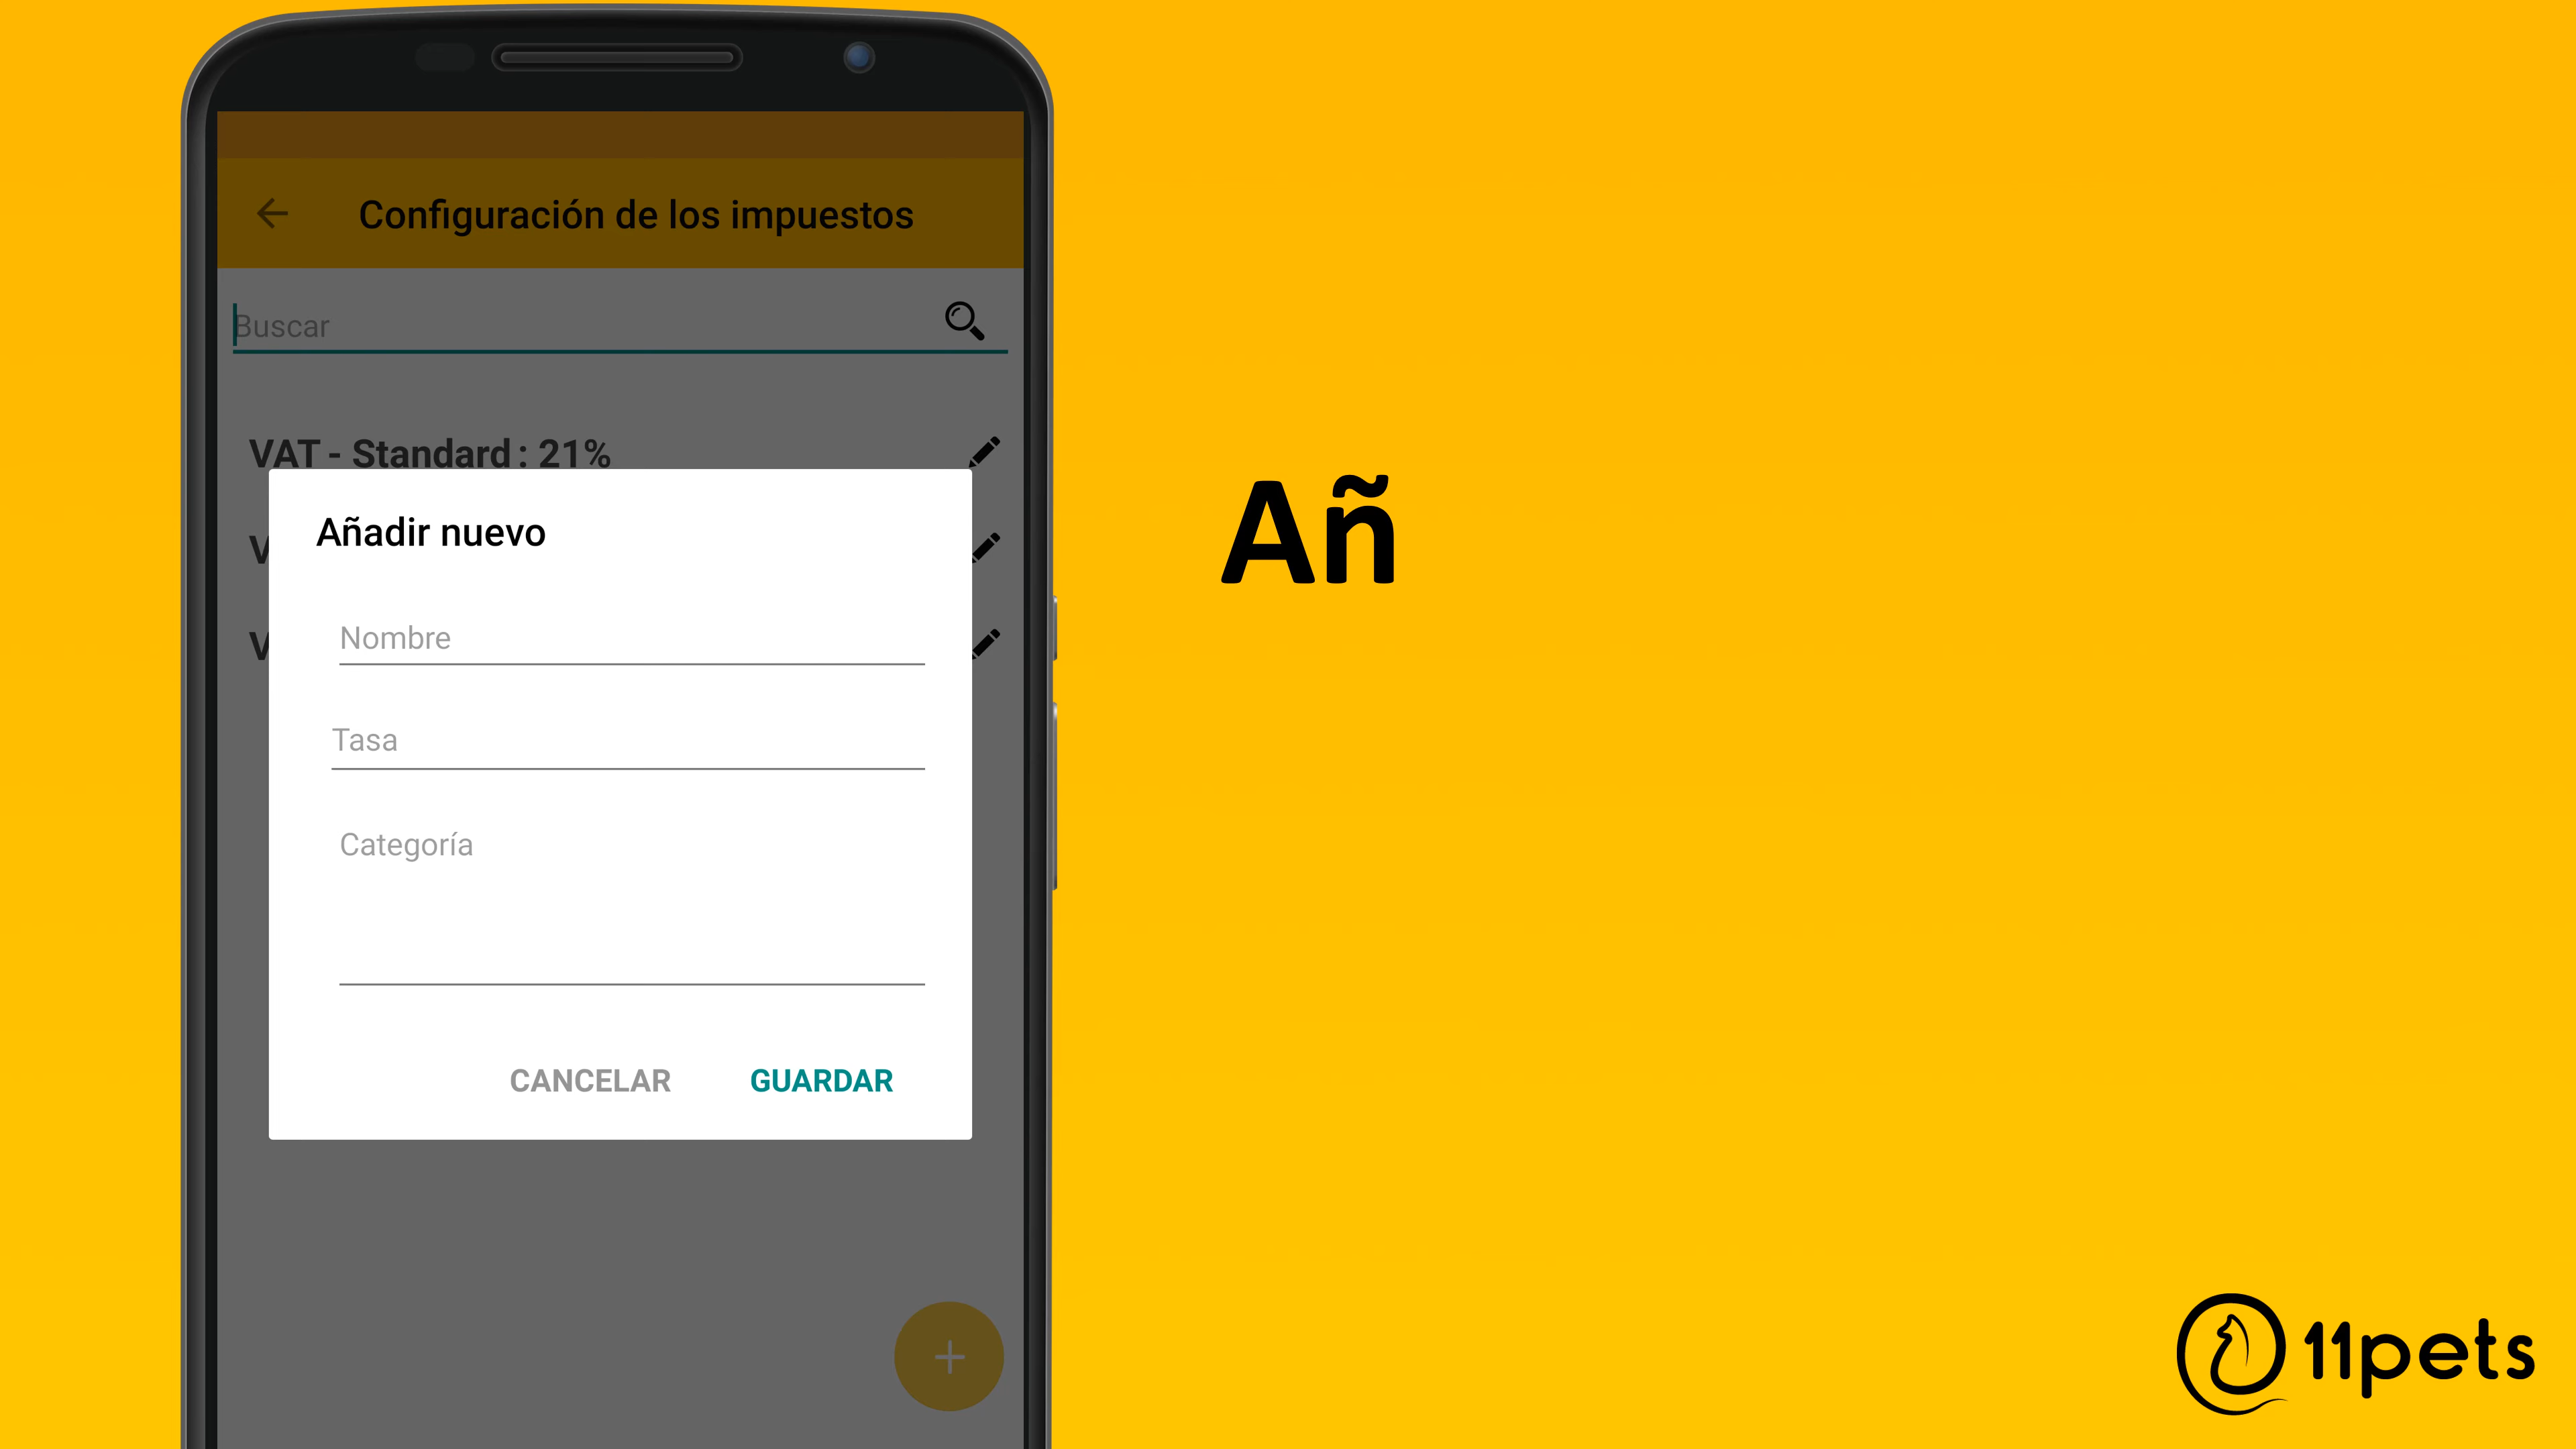 Configuración de los impuestos
Buscar
VAT - Standard : 21%
Añadir nuevo
Nombre
Tasa
Categoría
CANCELAR
GUARDAR
Añ
11pets